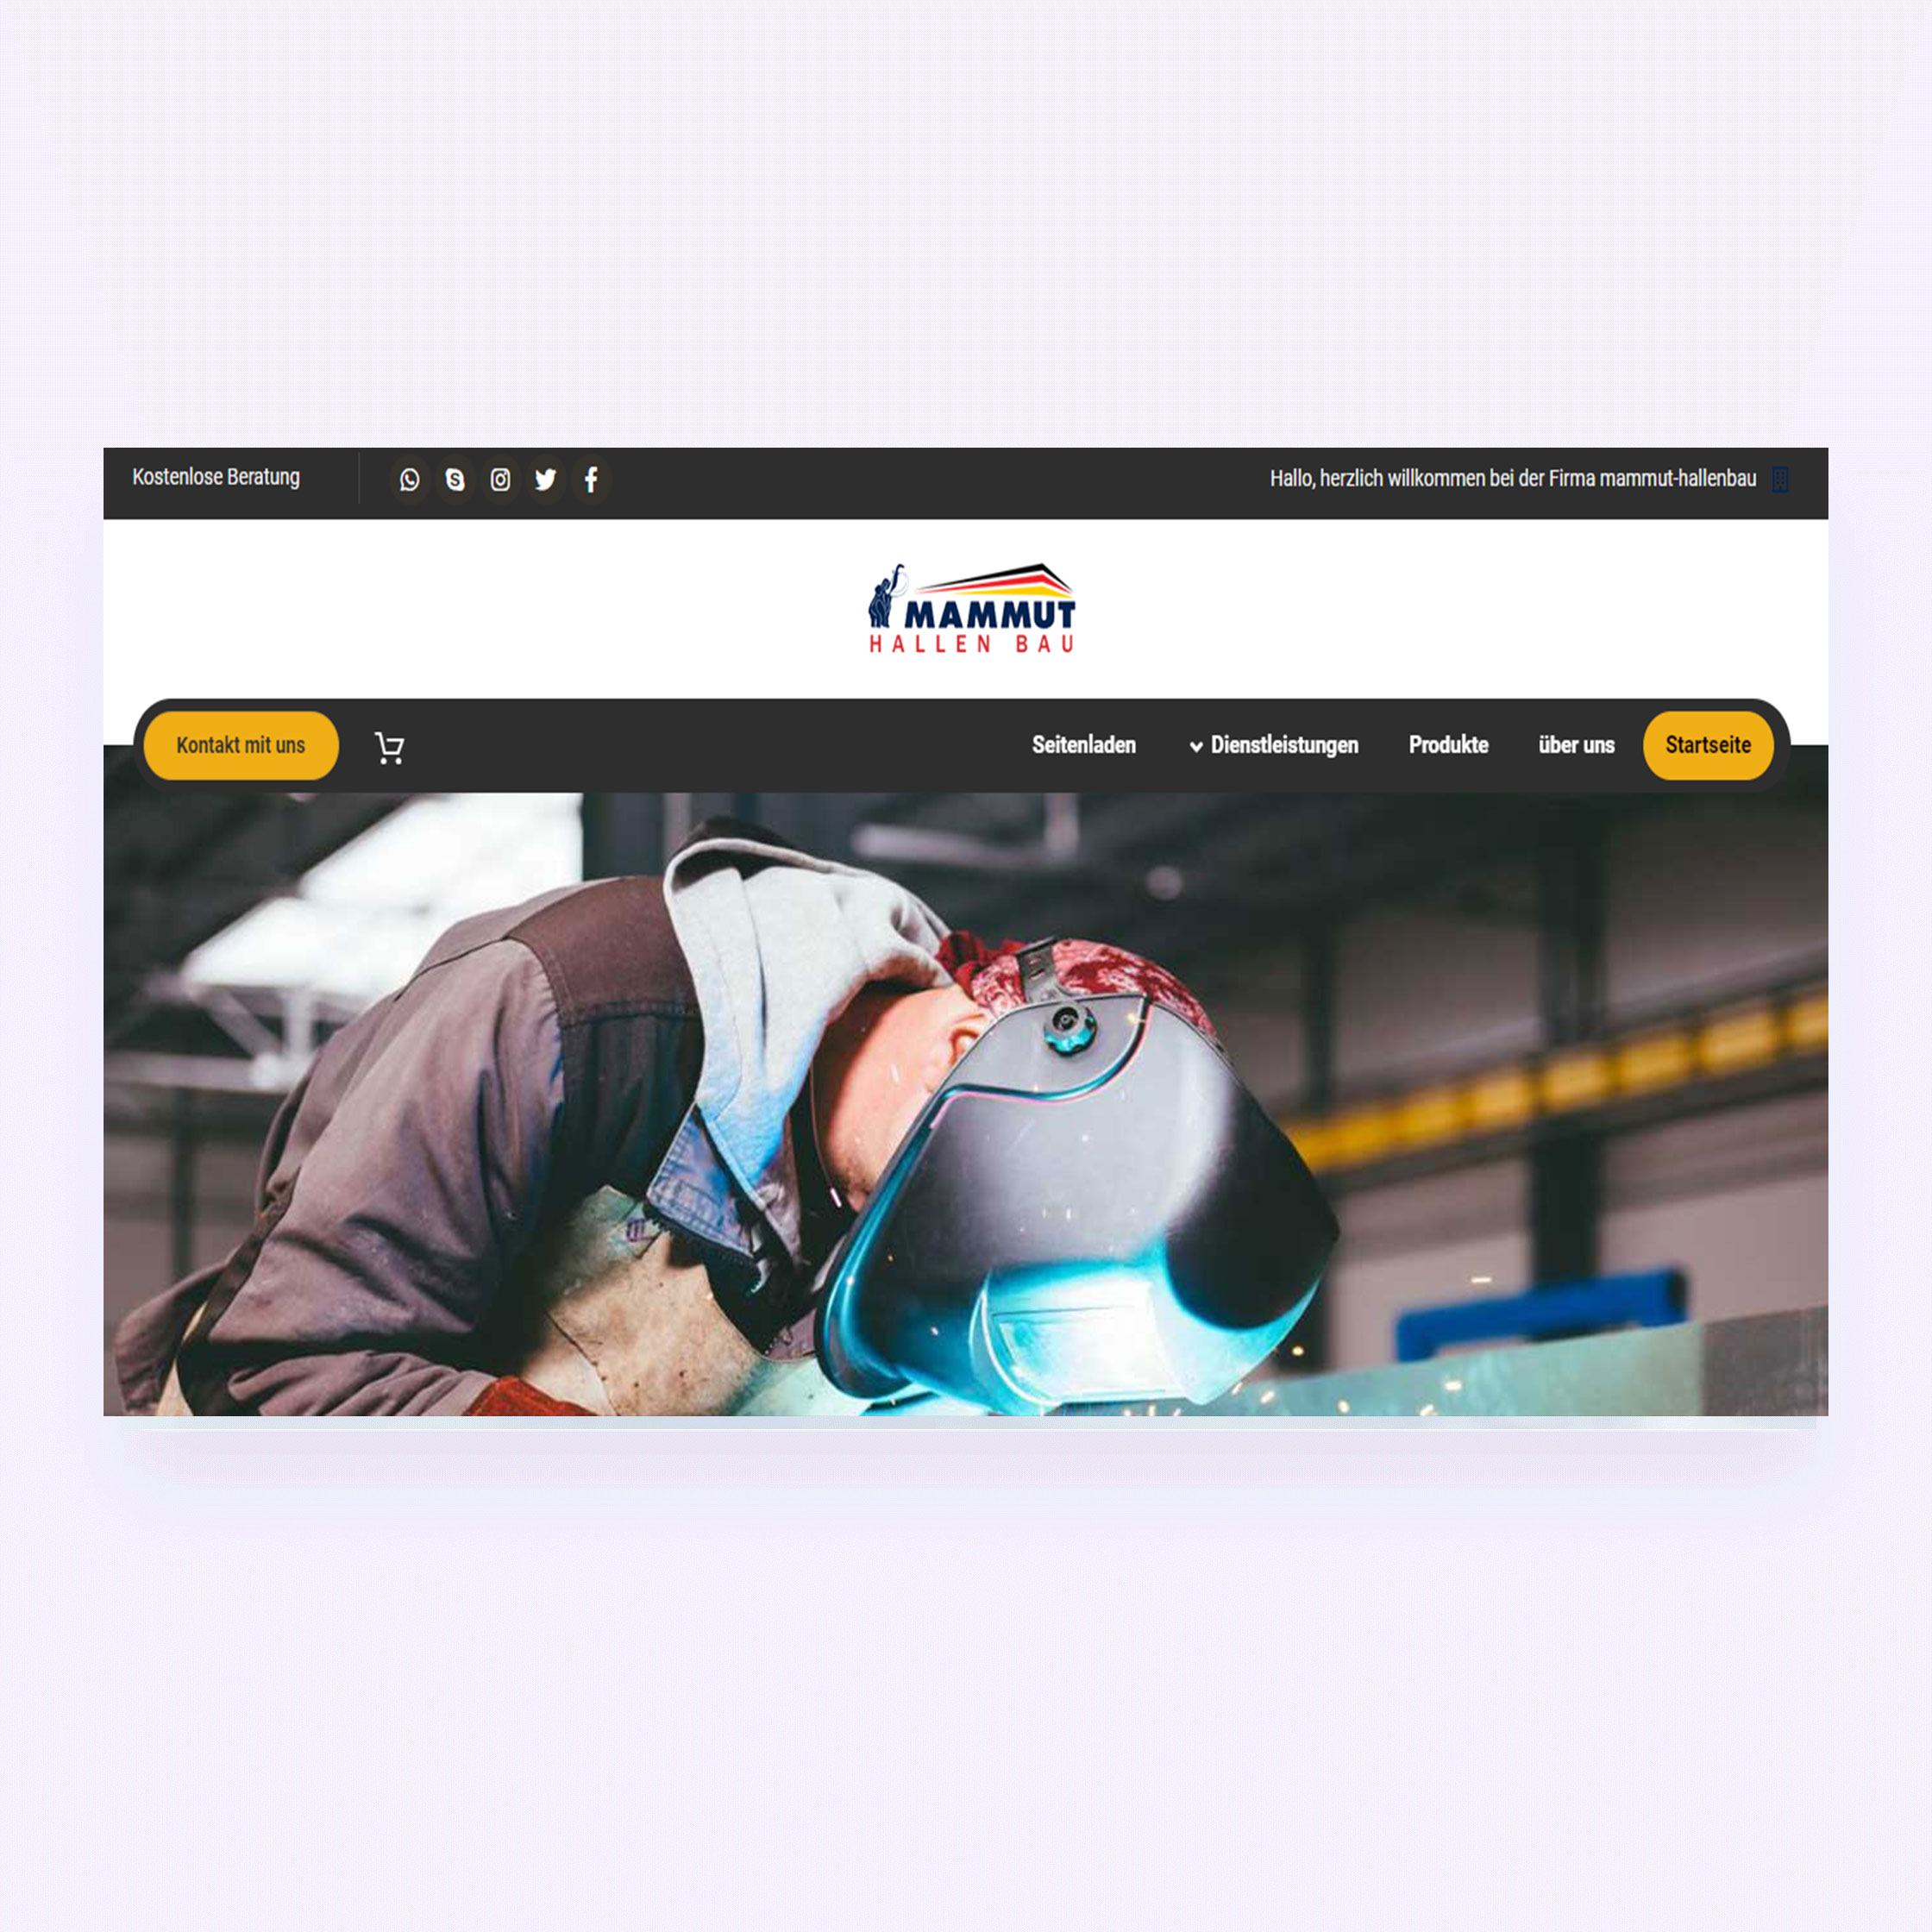 Kostenlose Beratung
Hallo, herzlich willkommen bei der Firma mammut-hallenbau
MAMMUT
HALLEN BAU
Kontakt mit uns
Seitenladen
Dienstleistungen
Produkte
über uns
Startseite